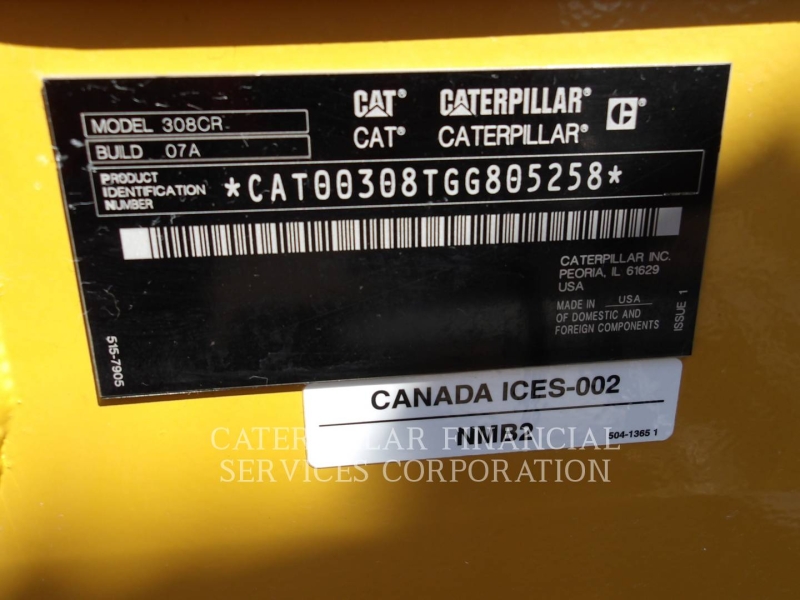 CAT® CATERPILLAR® C®
CAT® CATERPILLAR®
MODEL 308CR
BUILD 07A
PRODUCT IDENTIFICATION NUMBER *CAT00308TGG805258*
CATERPILLAR INC.
PEORIA, IL 61629
USA
MADE IN USA
OF DOMESTIC AND
FOREIGN COMPONENTS
ISSUE 1
515-7905
CANADA ICES-002
NMB2
504-1365 1
CATERPILLAR FINANCIAL
SERVICES CORPORATION